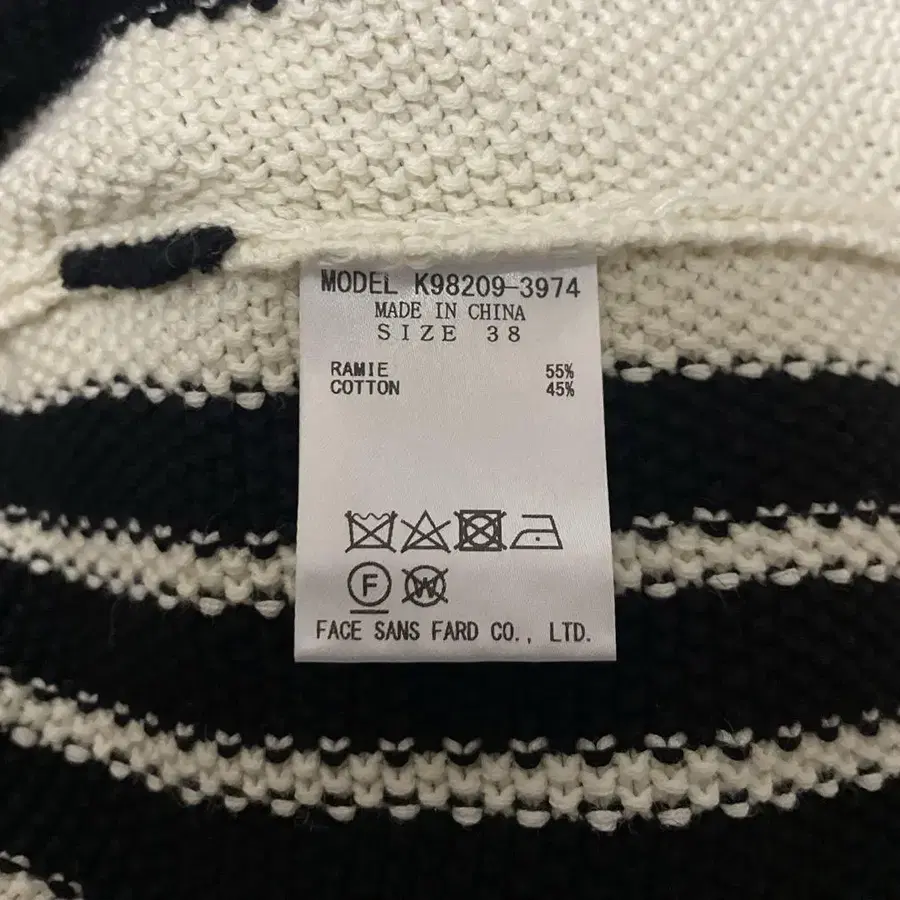 MODEL K98209-3974
MADE IN CHINA
SIZE 38
RAMIE 55%
COTTON 45%
F W
FACE SANS FARD CO., LTD.